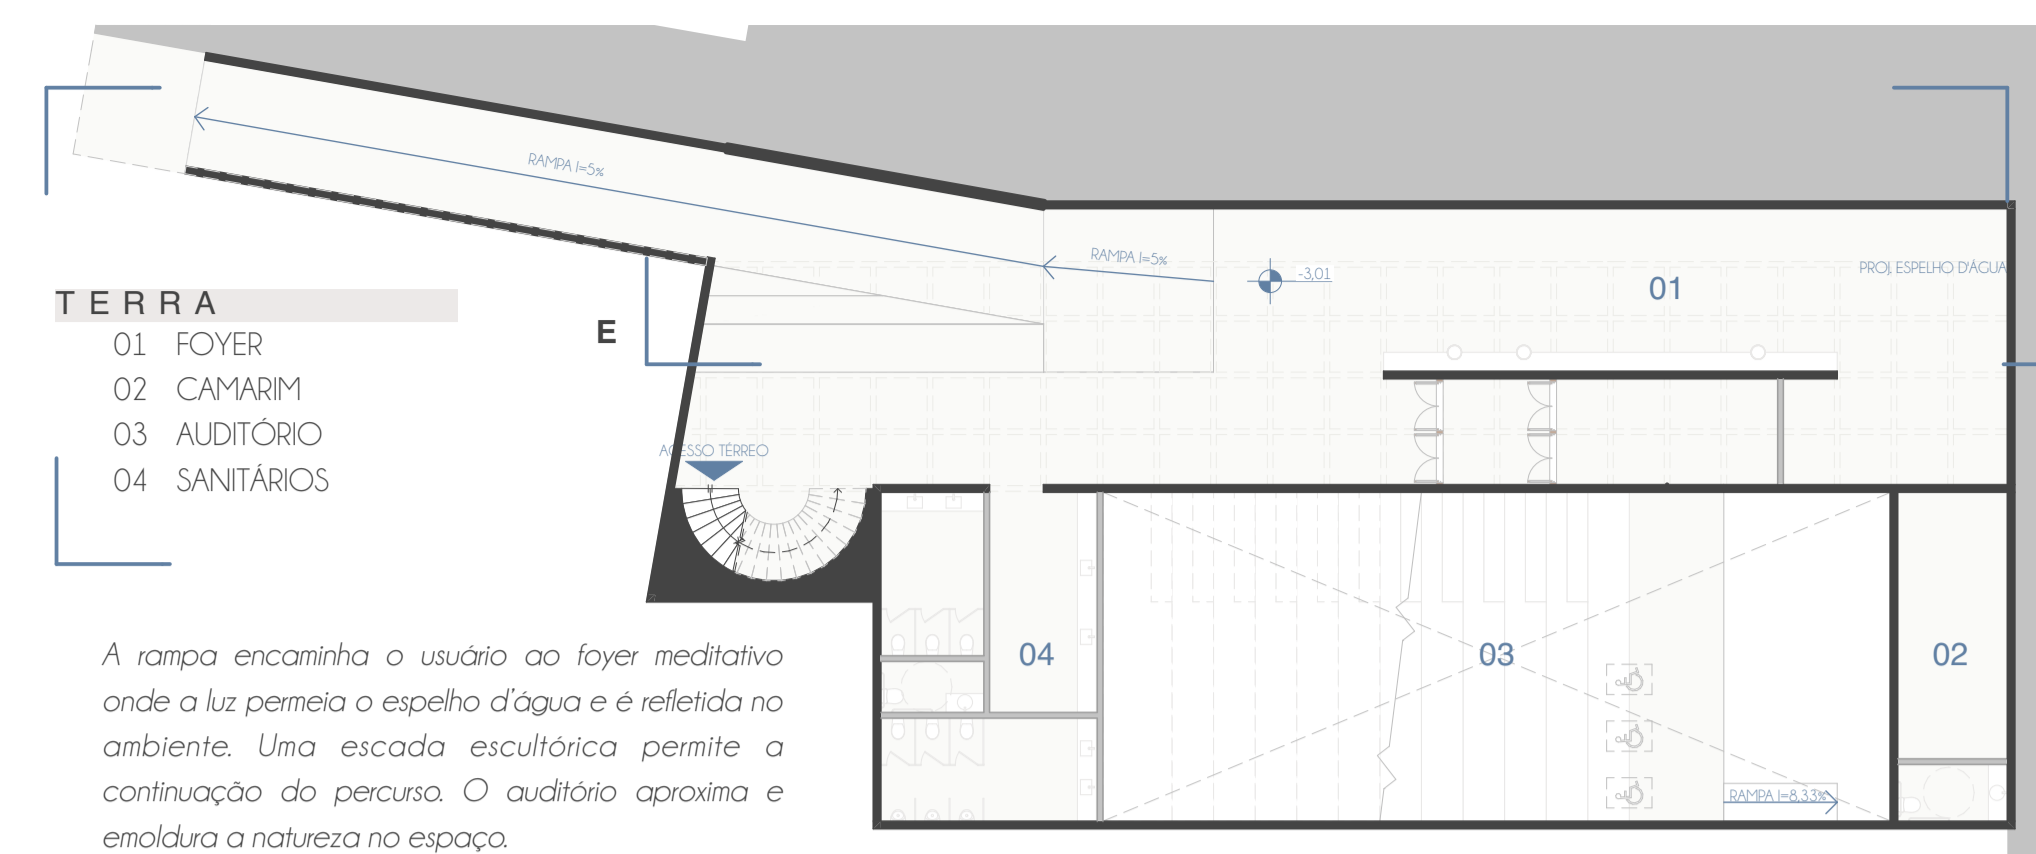 RAMPA I=5%
RAMPA I=5%
-3,01
PROJ. ESPELHO D'ÁGUA
01
TERRA
01 FOYER
02 CAMARIM
03 AUDITÓRIO
04 SANITÁRIOS
E
ACESSO TÉRREO
04
03
02
RAMPA I=8,33%
A rampa encaminha o usuário ao foyer meditativo
onde a luz permeia o espelho d'água e é refletida no
ambiente. Uma escada escultórica permite a
continuação do percurso. O auditório aproxima e
emoldura a natureza no espaço.